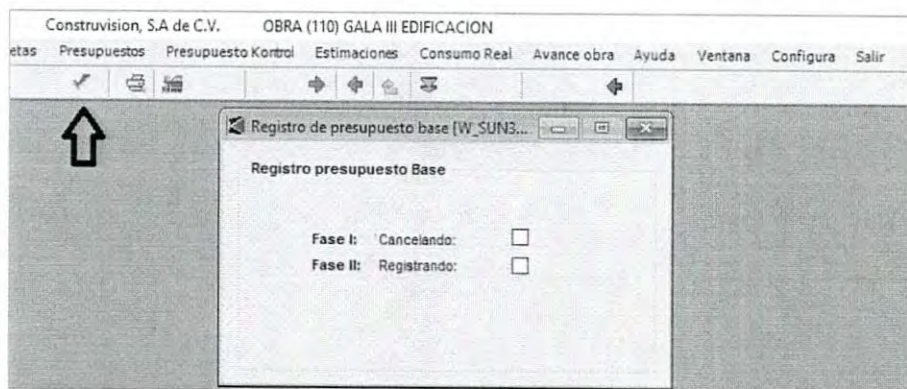 Construvision, S.A de C.V. OBRA (110) GALA III EDIFICACION
etas Presupuestos Presupuesto Kontrol Estimaciones Consumo Real Avance obra Ayuda Ventana Configura Salir
Registro de presupuesto base [W_SUN3...
Registro presupuesto Base
Fase I: Cancelando:
Fase II: Registrando: